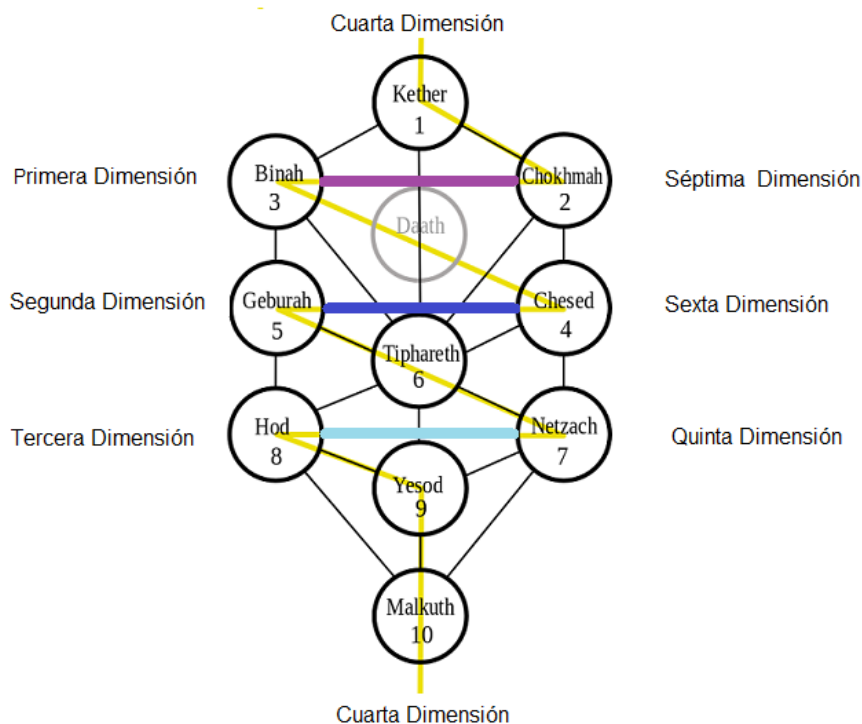 Cuarta Dimensión
Kether
1
Primera Dimensión
Binah
3
Chokhmah
2
Séptima Dimensión
Daath
Segunda Dimensión
Geburah
5
Chesed
4
Sexta Dimensión
Tiphareth
6
Tercera Dimensión
Hod
8
Netzach
7
Quinta Dimensión
Yesod
9
Malkuth
10
Cuarta Dimensión